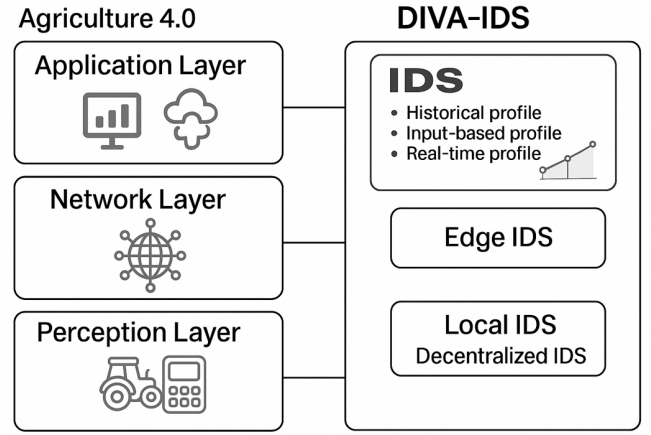 Agriculture 4.0
Application Layer
Network Layer
Perception Layer
DIVA–IDS
IDS
• Historical profile
• Input-based profile
• Real-time profile
Edge IDS
Local IDS
Decentralized IDS